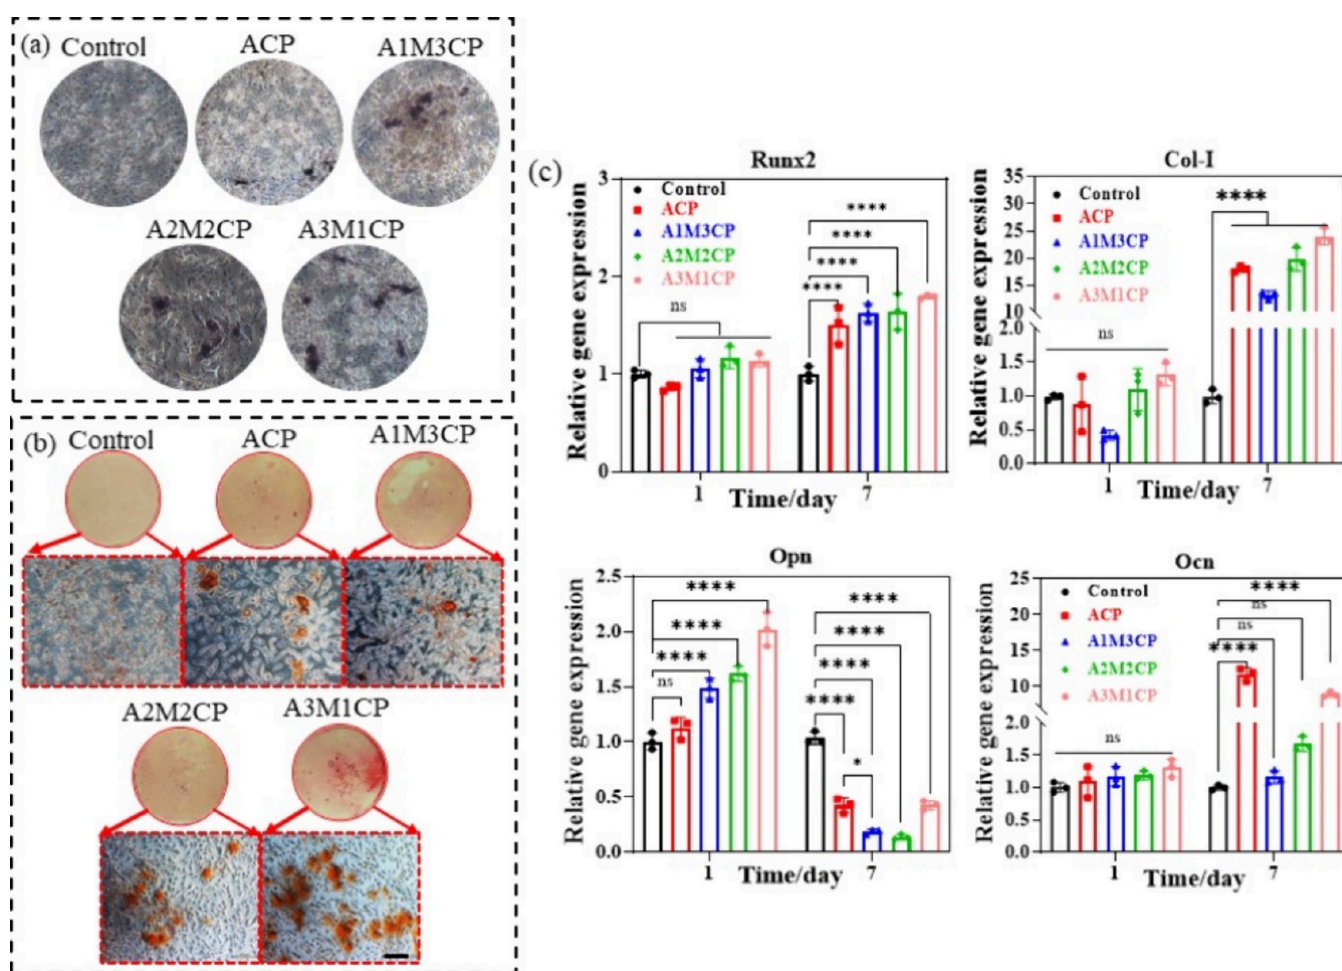 (a)
Control
ACP
A1M3CP
A2M2CP
A3M1CP
(b)
Control
ACP
A1M3CP
A2M2CP
A3M1CP
(c)
Runx2
Relative gene expression
3
2
1
0
Control
ACP
A1M3CP
A2M2CP
A3M1CP
ns
****
****
****
****
1
Time/day
7
Col-I
Relative gene expression
35
30
25
20
15
10
2.0
1.5
1.0
0.5
0.0
Control
ACP
A1M3CP
A2M2CP
A3M1CP
ns
****
1
Time/day
7
Opn
Relative gene expression
2.5
2.0
1.5
1.0
0.5
0.0
****
****
****
ns
****
****
****
****
*
1
Time/day
7
Ocn
Relative gene expression
25
20
15
10
5
2.0
1.5
1.0
0.5
0.0
Control
ACP
A1M3CP
A2M2CP
A3M1CP
ns
****
ns
ns
****
1
Time/day
7